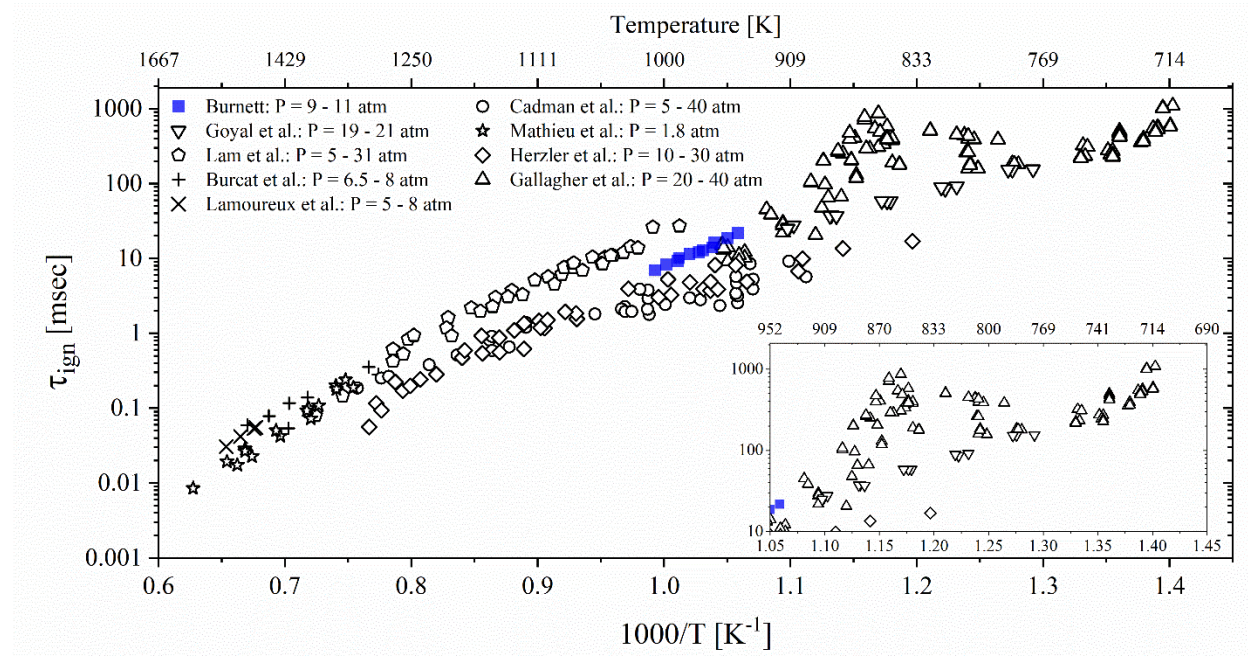 Temperature [K]
1667 1429 1250 1111 1000 909 833 769 714
1000
100
10
1
0.1
0.01
0.001
τign [msec]
Burnett: P = 9 - 11 atm
Goyal et al.: P = 19 - 21 atm
Lam et al.: P = 5 - 31 atm
Burcat et al.: P = 6.5 - 8 atm
Lamoureux et al.: P = 5 - 8 atm
Cadman et al.: P = 5 - 40 atm
Mathieu et al.: P = 1.8 atm
Herzler et al.: P = 10 - 30 atm
Gallagher et al.: P = 20 - 40 atm
952 909 870 833 800 769 741 714 690
1000
100
10
1.05 1.10 1.15 1.20 1.25 1.30 1.35 1.40 1.45
0.6 0.7 0.8 0.9 1.0 1.1 1.2 1.3 1.4
1000/T [K-1]